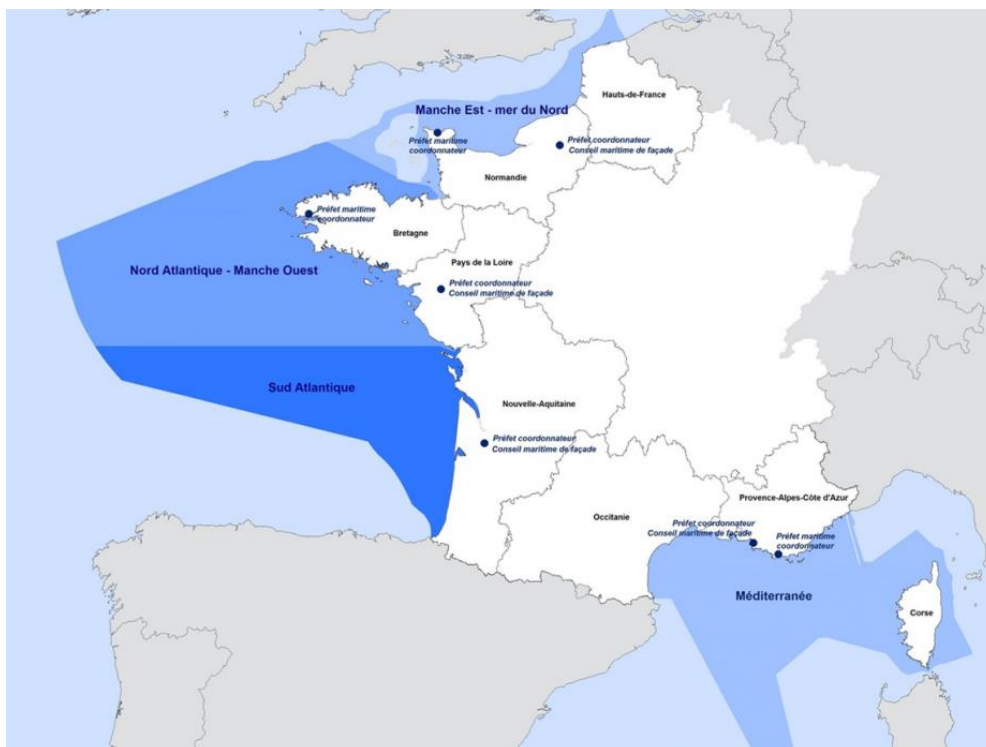 Hauts-de-France
Manche Est - mer du Nord
Préfet maritime
coordonnateur
Préfet coordonnateur
Conseil maritime de façade
Normandie
Préfet maritime
coordonnateur
Bretagne
Pays de la Loire
Nord Atlantique - Manche Ouest
Préfet coordonnateur
Conseil maritime de façade
Sud Atlantique
Nouvelle-Aquitaine
Préfet coordonnateur
Conseil maritime de façade
Provence-Alpes-Côte d'Azur
Occitanie
Préfet coordonnateur
Conseil maritime de façade
Préfet maritime
coordonnateur
Méditerranée
Corse